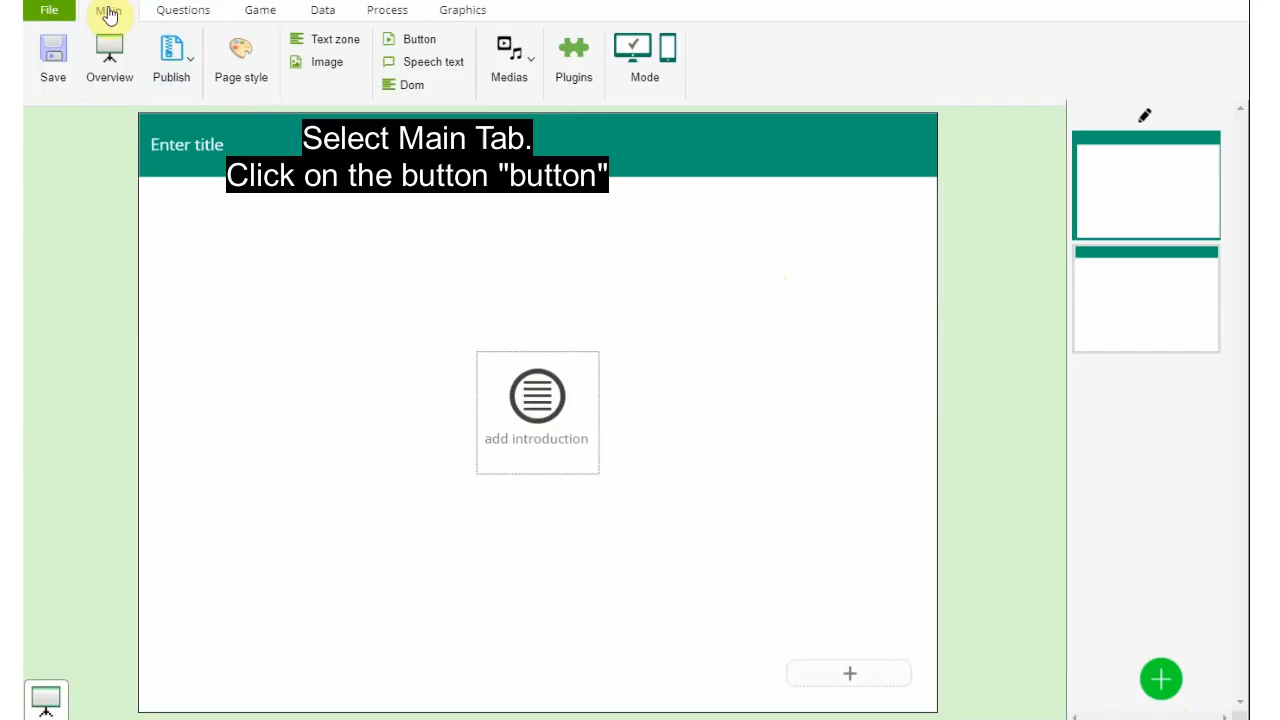 File Main Questions Game Data Process Graphics
Text zone Button
Image Speech text
Save Overview Publish Page style Dom Medias Plugins Mode
Enter title
Select Main Tab.
Click on the button "button"
add introduction